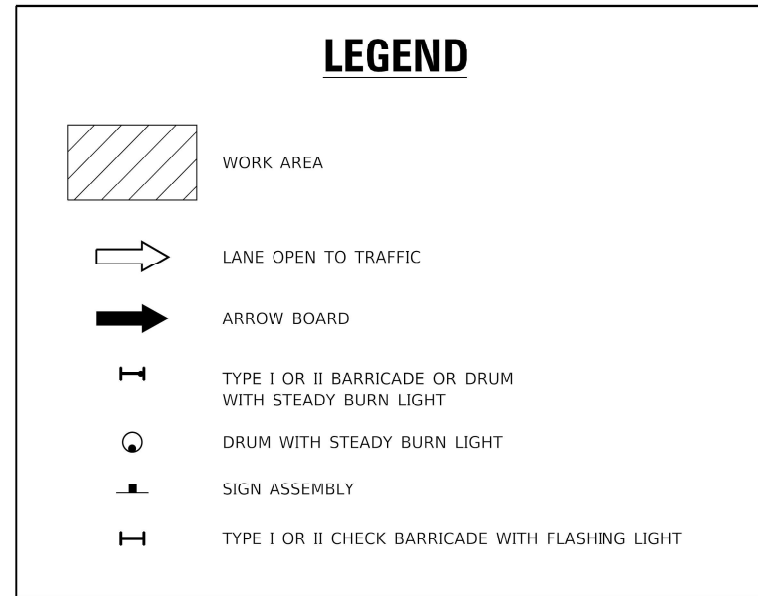 LEGEND
WORK AREA
LANE OPEN TO TRAFFIC
ARROW BOARD
TYPE I OR II BARRICADE OR DRUM
WITH STEADY BURN LIGHT
DRUM WITH STEADY BURN LIGHT
SIGN ASSEMBLY
TYPE I OR II CHECK BARRICADE WITH FLASHING LIGHT